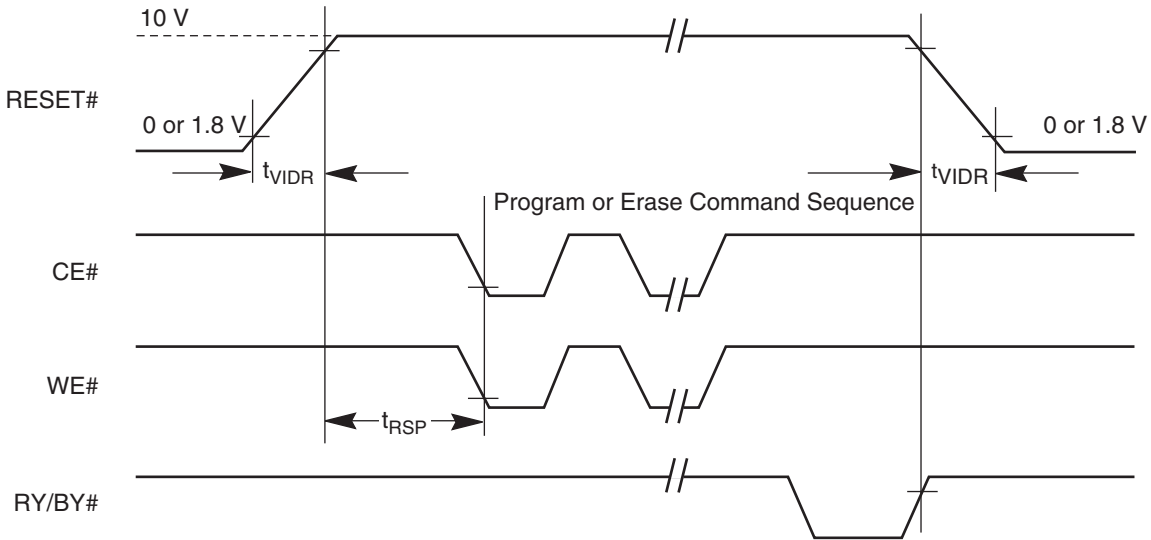 10 V
RESET#
0 or 1.8 V
0 or 1.8 V
tVIDR
tVIDR
Program or Erase Command Sequence
CE#
WE#
tRSP
RY/BY#